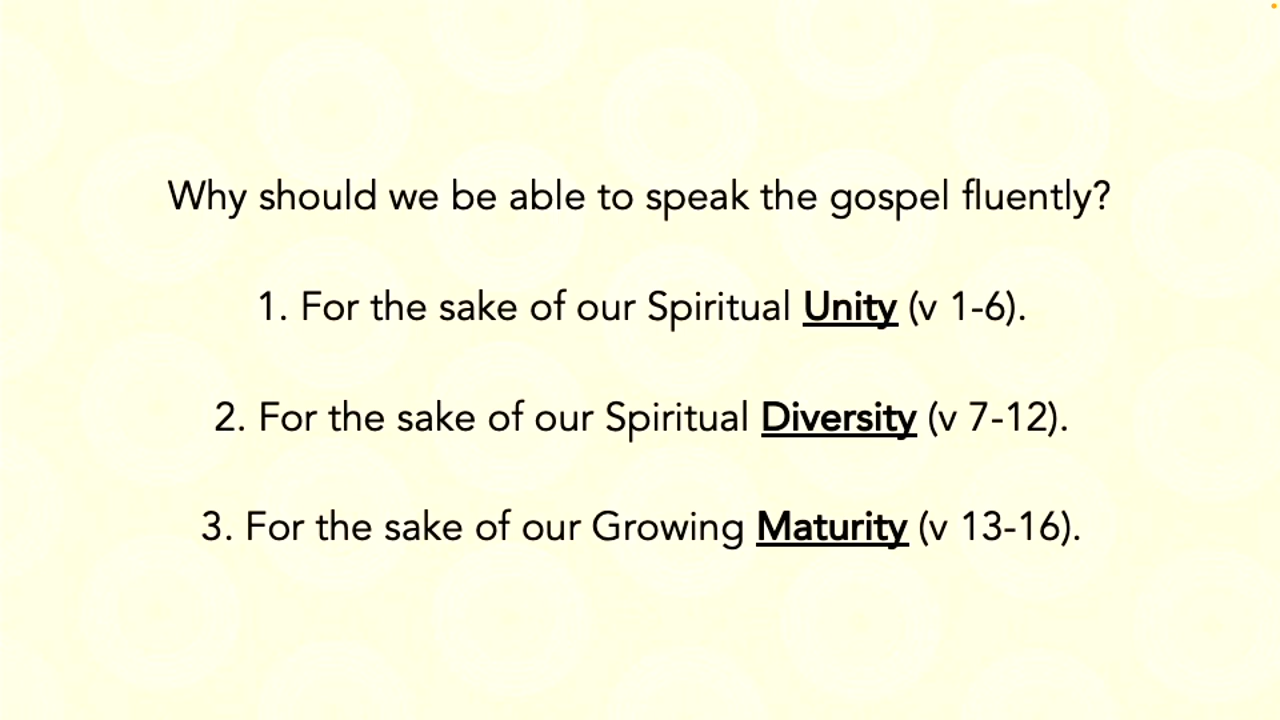 Why should we be able to speak the gospel fluently?
1. For the sake of our Spiritual Unity (v 1-6).
2. For the sake of our Spiritual Diversity (v 7-12).
3. For the sake of our Growing Maturity (v 13-16).